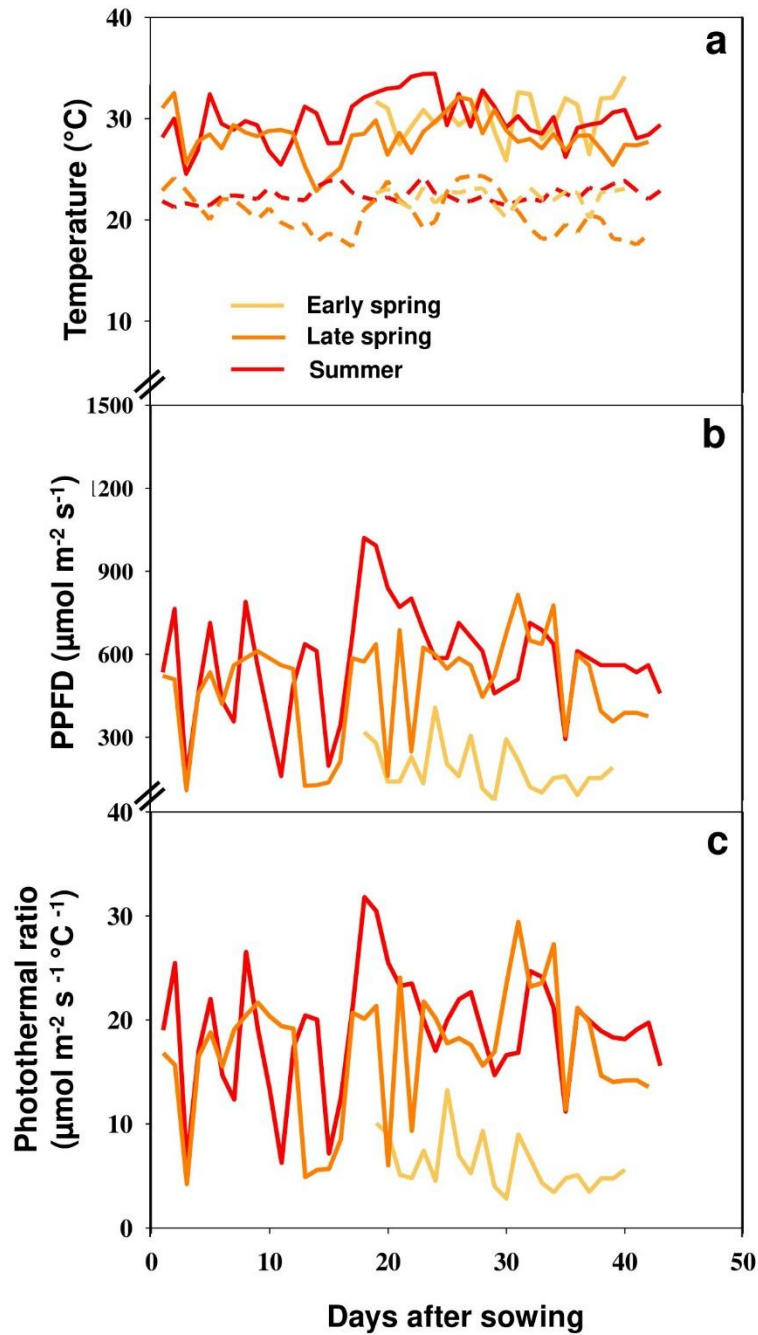 40
a
30
Temperature (°C)
20
Early spring
10
Late spring
Summer
1500
b
1200
900
PPFD (µmol m-2 s-1)
600
300
40
c
30
Photothermal ratio
(µmol m-2 s -1 °C -1)
20
10
0
0 10 20 30 40 50
Days after sowing